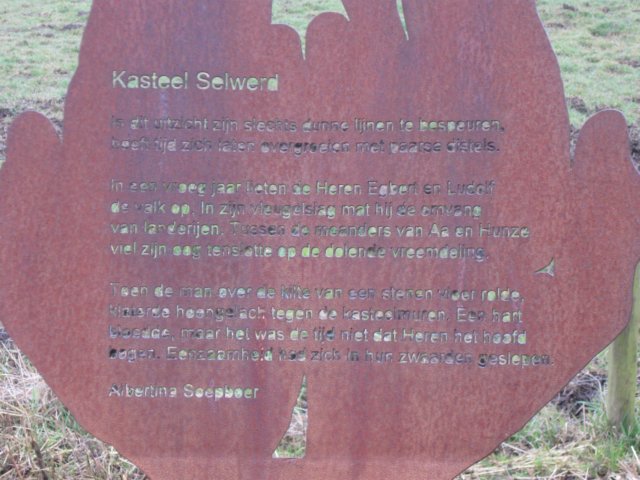 Kasteel Selwerd
In dit uitzicht zijn slechts dunne lijnen te bespeuren,
heeft tijd zich laten overgroeien met paarse distels.
In een vroeg jaar lieten de Heren Egbert en Ludolf
de valk op. In zijn vleugelslag mat hij de omvang
van landerijen. Tussen de meanders van Aa en Hunze
viel zijn oog tenslotte op de dolende vreemdeling.
Toen de man over de kilte van een stenen vloer rolde,
kletterde hoongelach tegen de kasteelmuren. Een hart
bloedde, maar het was de tijd niet dat Heren het hoofd
bogen. Eenzaamheid had zich in hun zwaarden geslepen.
Albertina Soepboer